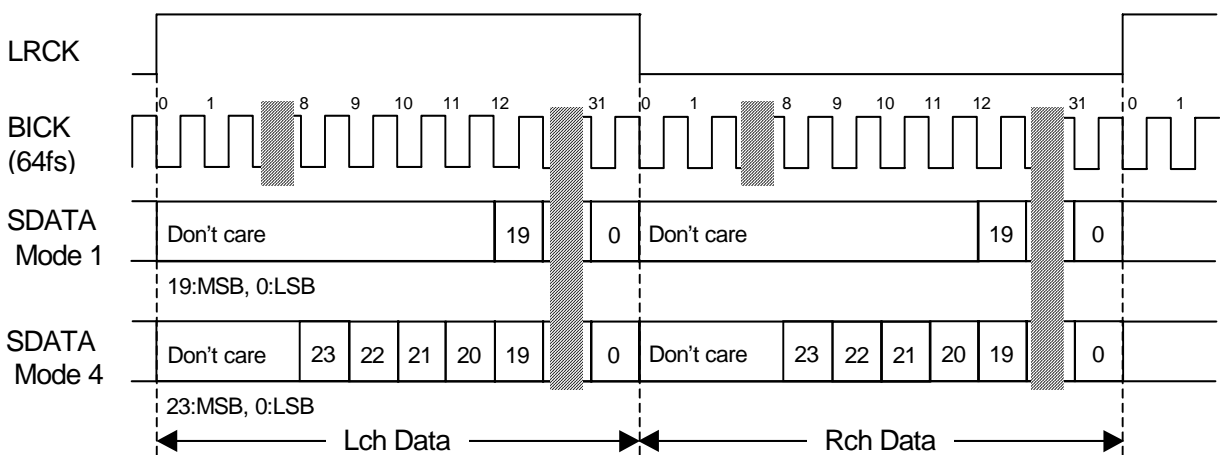 LRCK
0 1 8 9 10 11 12 31 0 1 8 9 10 11 12 31 0 1
BICK
(64fs)
SDATA
Mode 1
Don't care 19 0 Don't care 19 0
19:MSB, 0:LSB
SDATA
Mode 4
Don't care 23 22 21 20 19 0 Don't care 23 22 21 20 19 0
23:MSB, 0:LSB
Lch Data Rch Data